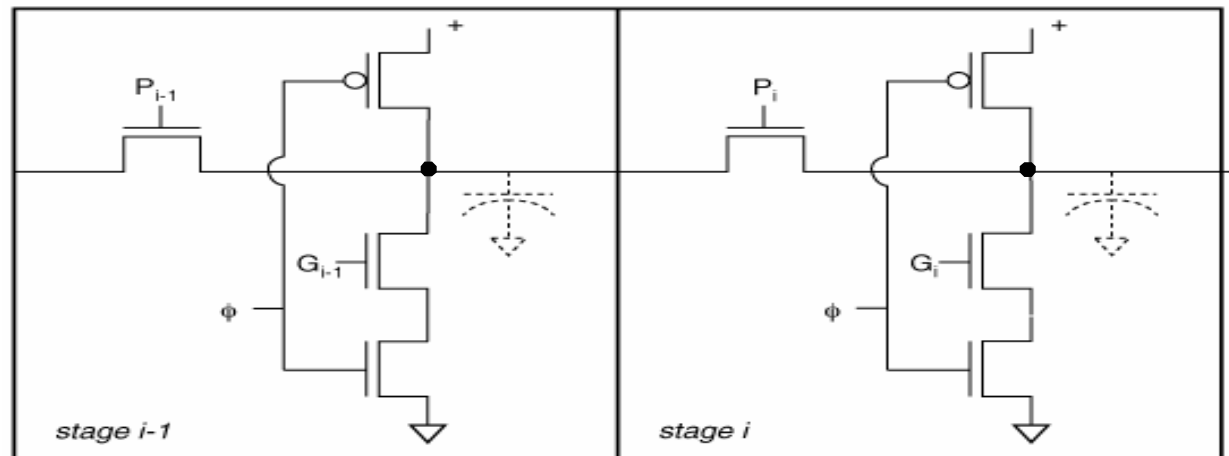 + +
P_{i-1} P_i
G_{i-1} G_i
ϕ ϕ
stage i-1 stage i